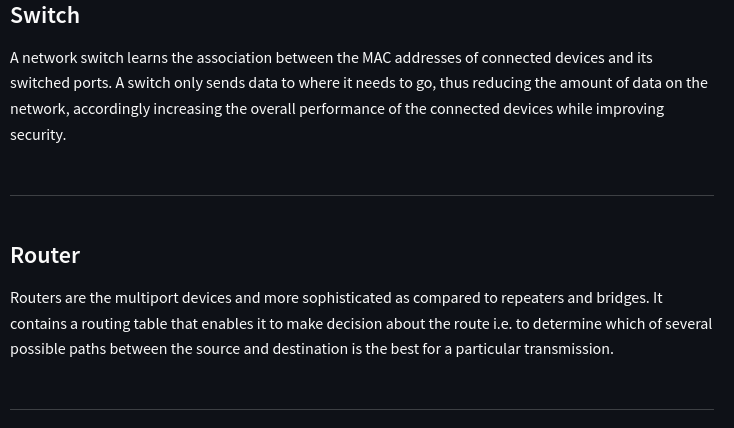 Switch
A network switch learns the association between the MAC addresses of connected devices and its
switched ports. A switch only sends data to where it needs to go, thus reducing the amount of data on the
network, accordingly increasing the overall performance of the connected devices while improving
security.
Router
Routers are the multiport devices and more sophisticated as compared to repeaters and bridges. It
contains a routing table that enables it to make decision about the route i.e. to determine which of several
possible paths between the source and destination is the best for a particular transmission.